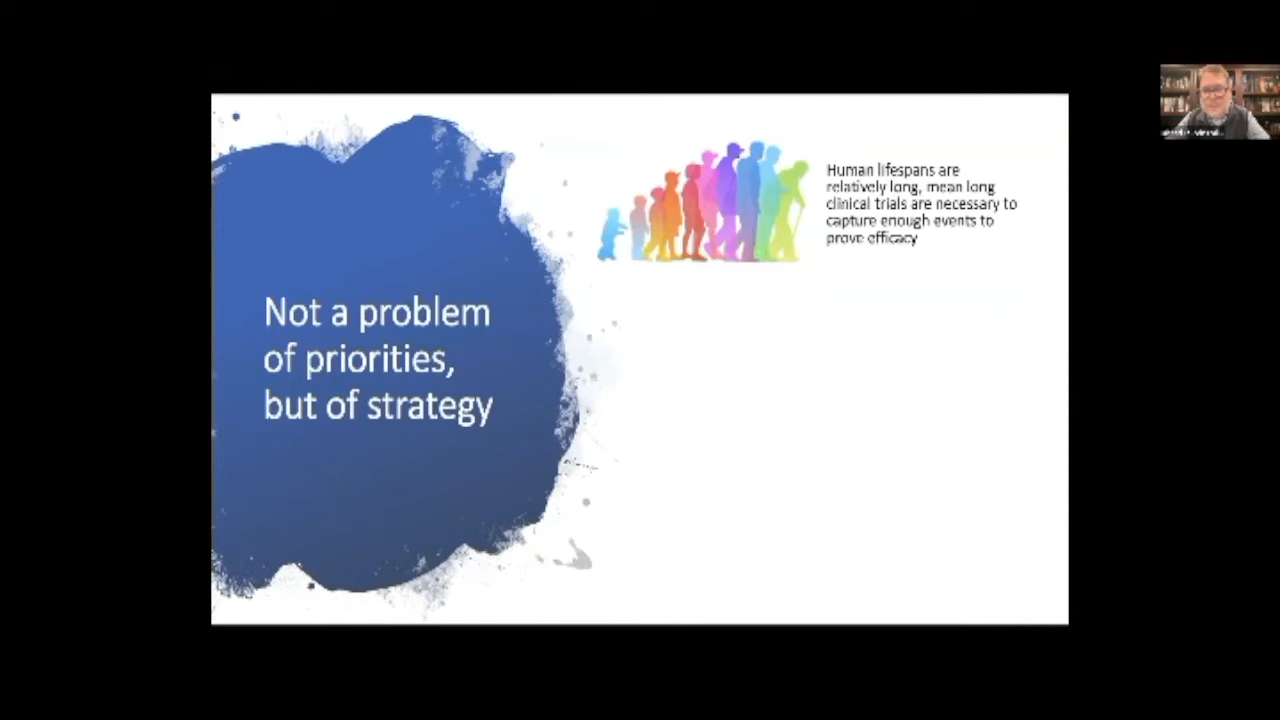 Not a problem
of priorities,
but of strategy
Human lifespans are
relatively long, mean long
clinical trials are necessary to
capture enough events to
prove efficacy